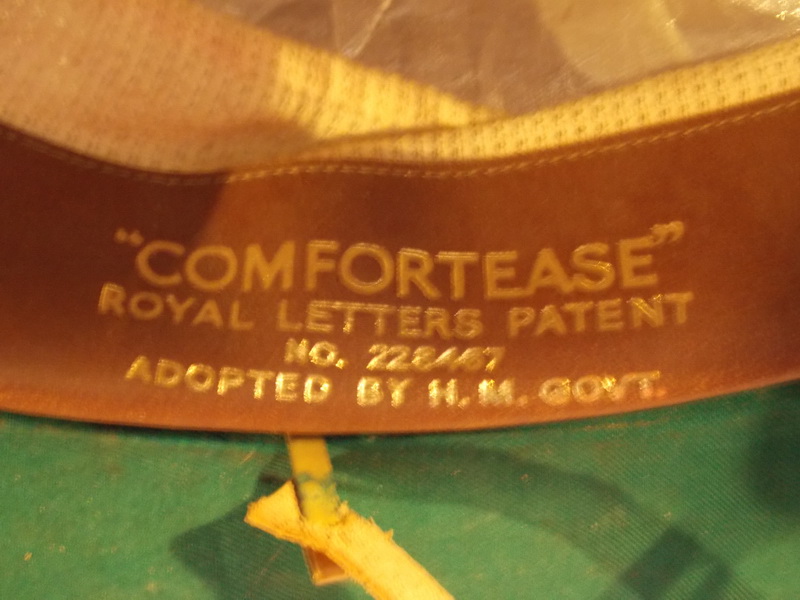 "COMFORTEASE"
ROYAL LETTERS PATENT
NO. 228467
ADOPTED BY H.M. GOVT.